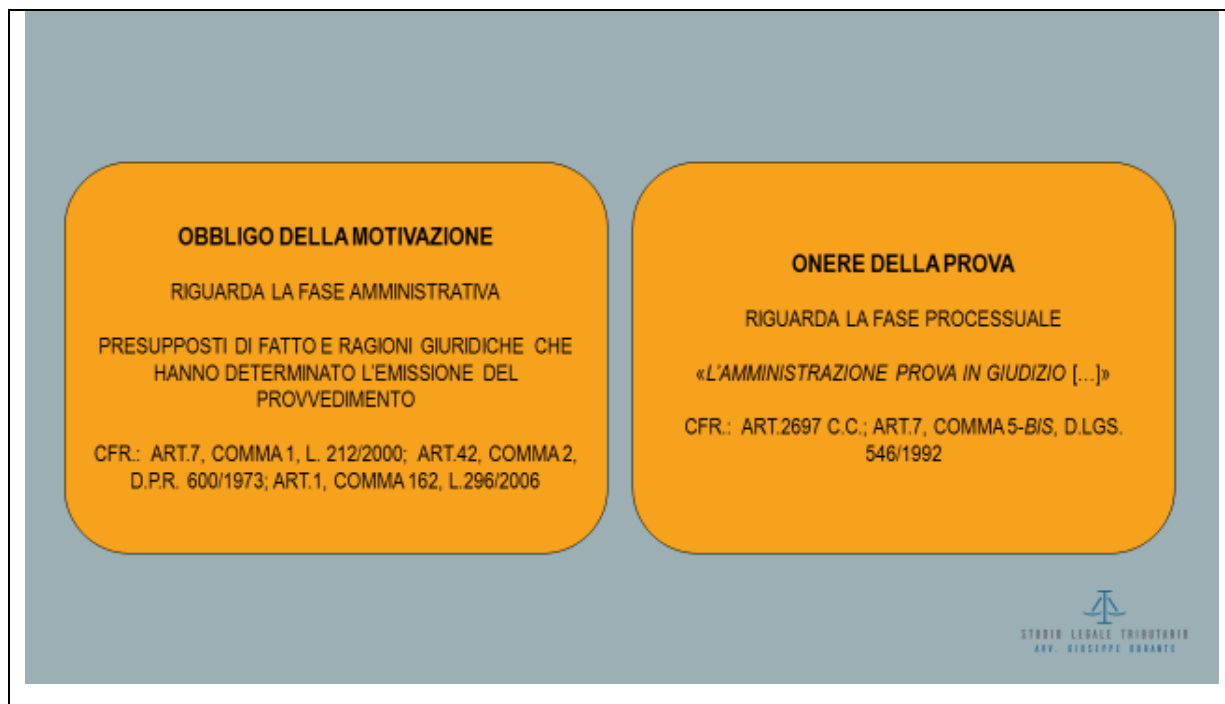 OBBLIGO DELLA MOTIVAZIONE
RIGUARDA LA FASE AMMINISTRATIVA
PRESUPPOSTI DI FATTO E RAGIONI GIURIDICHE CHE
HANNO DETERMINATO L'EMISSIONE DEL
PROVVEDIMENTO
CFR.: ART.7, COMMA 1, L. 212/2000; ART.42, COMMA 2,
D.P.R. 600/1973; ART.1, COMMA 162, L.296/2006
ONERE DELLA PROVA
RIGUARDA LA FASE PROCESSUALE
«L'AMMINISTRAZIONE PROVA IN GIUDIZIO [...]»
CFR.: ART.2697 C.C.; ART.7, COMMA 5-BIS, D.LGS.
546/1992
STUDIO LEGALE TRIBUTARIO
AVV. GIUSEPPE DURANTE